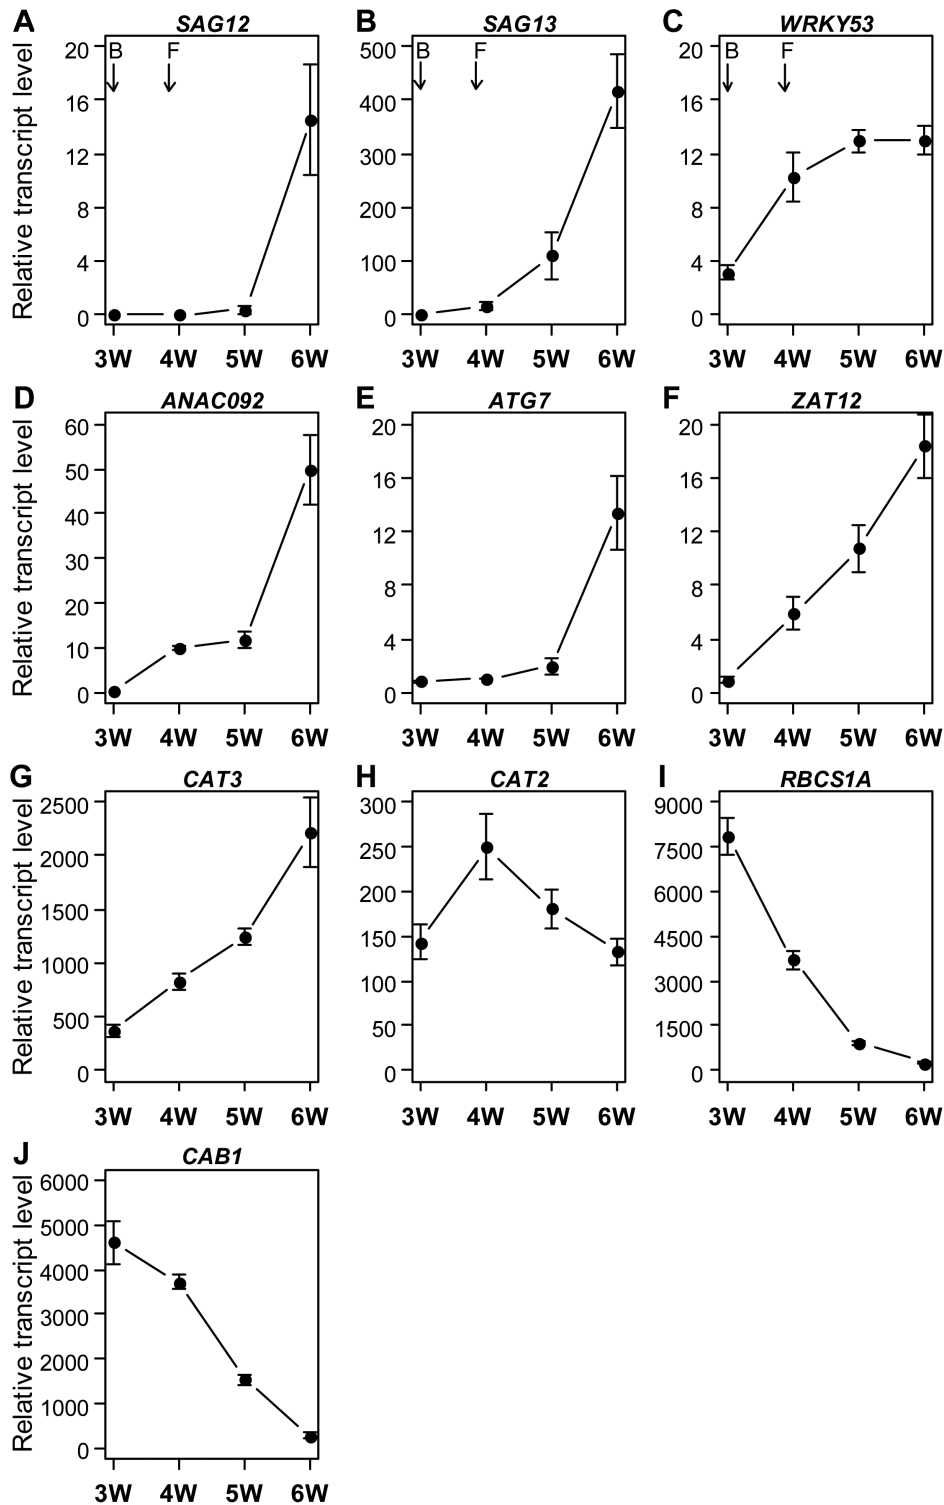 A SAG12
Relative transcript level
20
16
12
8
4
0
B F
3W 4W 5W 6W
B SAG13
500
400
300
200
100
0
B F
3W 4W 5W 6W
C WRKY53
20
16
12
8
4
0
B F
3W 4W 5W 6W
D ANAC092
Relative transcript level
60
50
40
30
20
10
0
3W 4W 5W 6W
E ATG7
20
16
12
8
4
0
3W 4W 5W 6W
F ZAT12
20
16
12
8
4
0
3W 4W 5W 6W
G CAT3
Relative transcript level
2500
2000
1500
1000
500
0
3W 4W 5W 6W
H CAT2
300
250
200
150
100
50
0
3W 4W 5W 6W
I RBCS1A
9000
7500
6000
4500
3000
1500
0
3W 4W 5W 6W
J CAB1
Relative transcript level
6000
5000
4000
3000
2000
1000
0
3W 4W 5W 6W